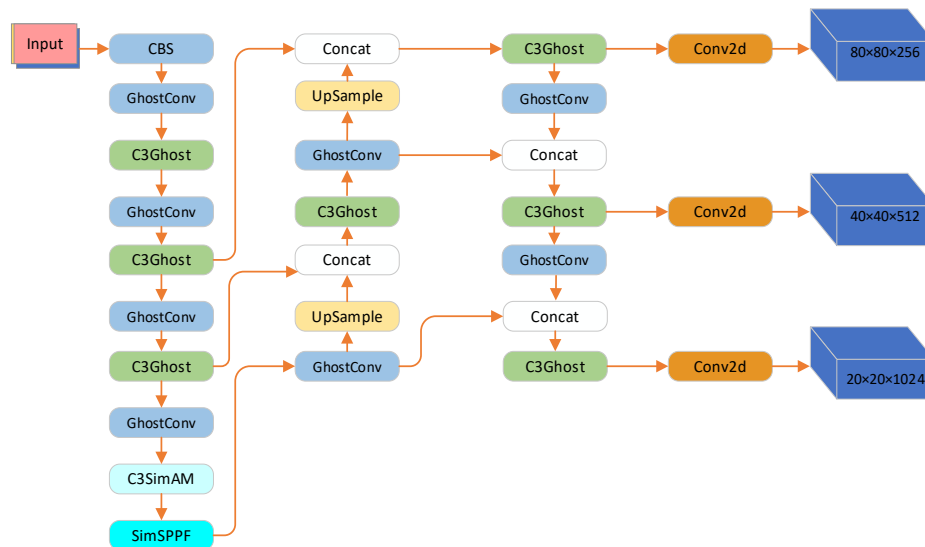 Input
CBS
GhostConv
C3Ghost
GhostConv
C3Ghost
GhostConv
C3Ghost
GhostConv
C3SimAM
SimSPPF
Concat
UpSample
GhostConv
C3Ghost
Concat
UpSample
GhostConv
C3Ghost
GhostConv
Concat
C3Ghost
GhostConv
Concat
C3Ghost
Conv2d
Conv2d
Conv2d
80×80×256
40×40×512
20×20×1024